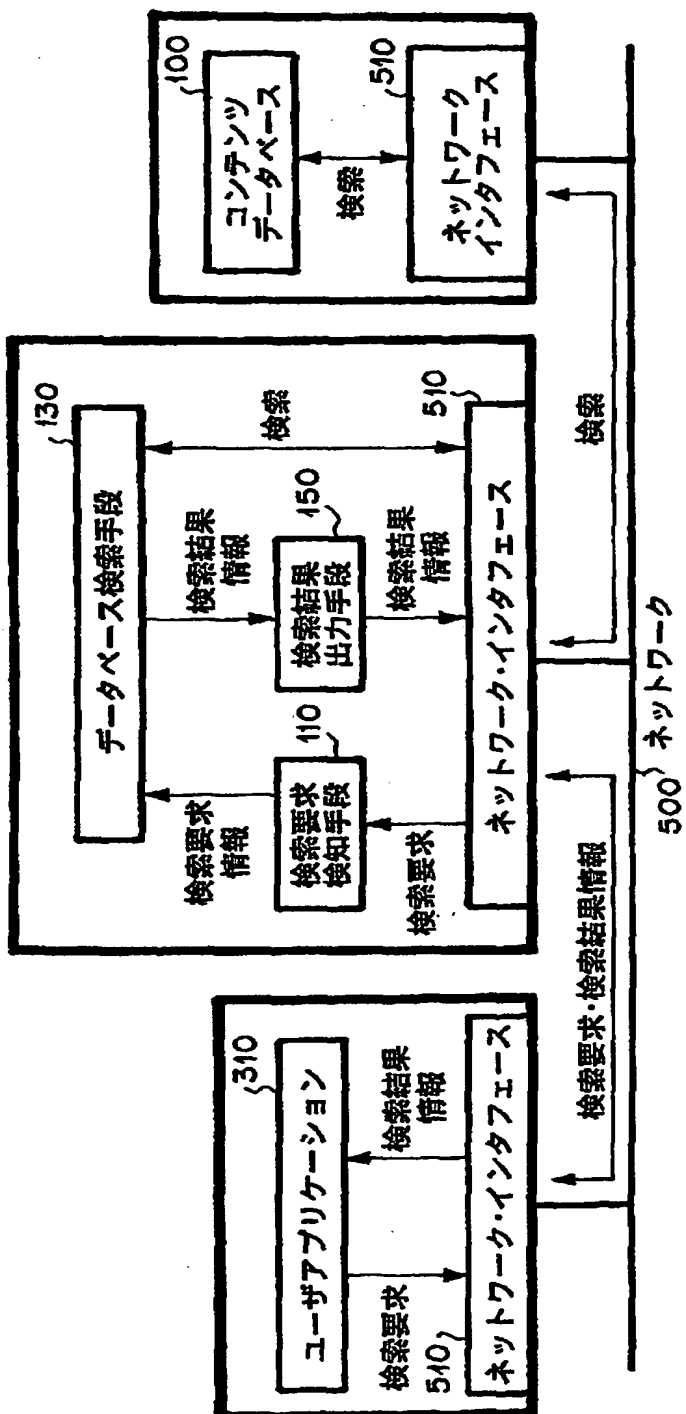 310
ユーザアプリケーション
検索要求
検索結果
情報
510
ネットワーク・インタフェース
130
データベース検索手段
検索要求
情報
検索結果
情報
検索
110
検索要求
検知手段
150
検索結果
出力手段
検索要求
検索結果
情報
510
ネットワーク・インタフェース
100
コンテンツ
データベース
検索
510
ネットワーク
インタフェース
検索要求・検索結果情報
検索
500 ネットワーク